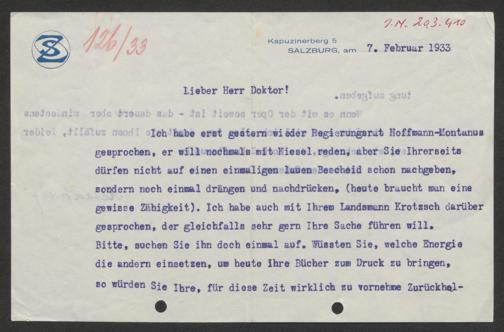 J.N. 203.410
126/33
SZ
Kapuzinerberg 5
SALZBURG, am 7. Februar 1933
Lieber Herr Doktor!
Ich habe erst gestern wieder Regierungsrat Hoffmann-Montanus
gesprochen, er will nochmals mit Kiesel reden, aber Sie Ihrerseits
dürfen nicht auf einen einmaligen lauen Bescheid schon nachgeben,
sondern noch einmal drängen und nachdrücken, (heute braucht man eine
gewisse Zähigkeit). Ich habe auch mit Ihrem Landsmann Krotzsch darüber
gesprochen, der gleichfalls sehr gern Ihre Sache führen will.
Bitte, suchen Sie ihn doch einmal auf. Wüssten Sie, welche Energie
die andern einsetzen, um heute Ihre Bücher zum Druck zu bringen,
so würden Sie Ihre, für diese Zeit wirklich zu vornehme Zurückhal-